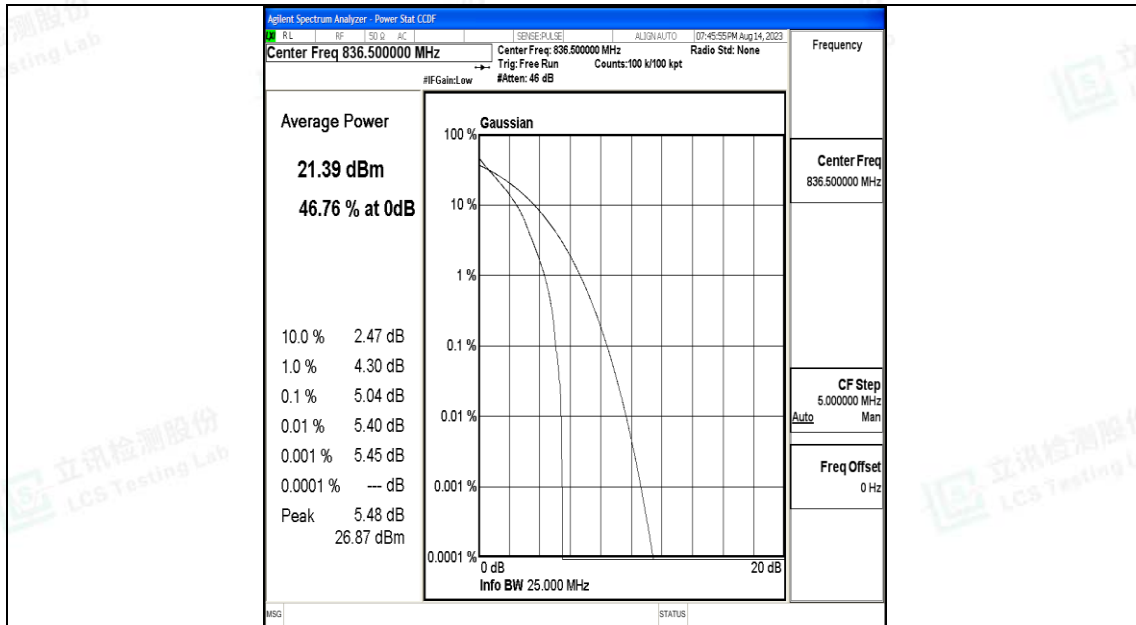 Agilent Spectrum Analyzer - Power Stat CCDF
LXI RL RF 50 Ω AC SENSE:PULSE ALIGN AUTO 07:45:55 PM Aug 14, 2023
Center Freq 836.500000 MHz
Center Freq: 836.500000 MHz Radio Std: None
Trig: Free Run Counts:100 k/100 kpt
#IFGain:Low #Atten: 46 dB
Frequency
Average Power
21.39 dBm
46.76 % at 0dB
10.0 % 2.47 dB
1.0 % 4.30 dB
0.1 % 5.04 dB
0.01 % 5.40 dB
0.001 % 5.45 dB
0.0001 % --- dB
Peak 5.48 dB
26.87 dBm
Gaussian
100 %
10 %
1 %
0.1 %
0.01 %
0.001 %
0.0001 %
0 dB 20 dB
Info BW 25.000 MHz
Center Freq
836.500000 MHz
CF Step
5.000000 MHz
Auto Man
Freq Offset
0 Hz
MSG STATUS
立讯检测股份
LCS Testing Lab